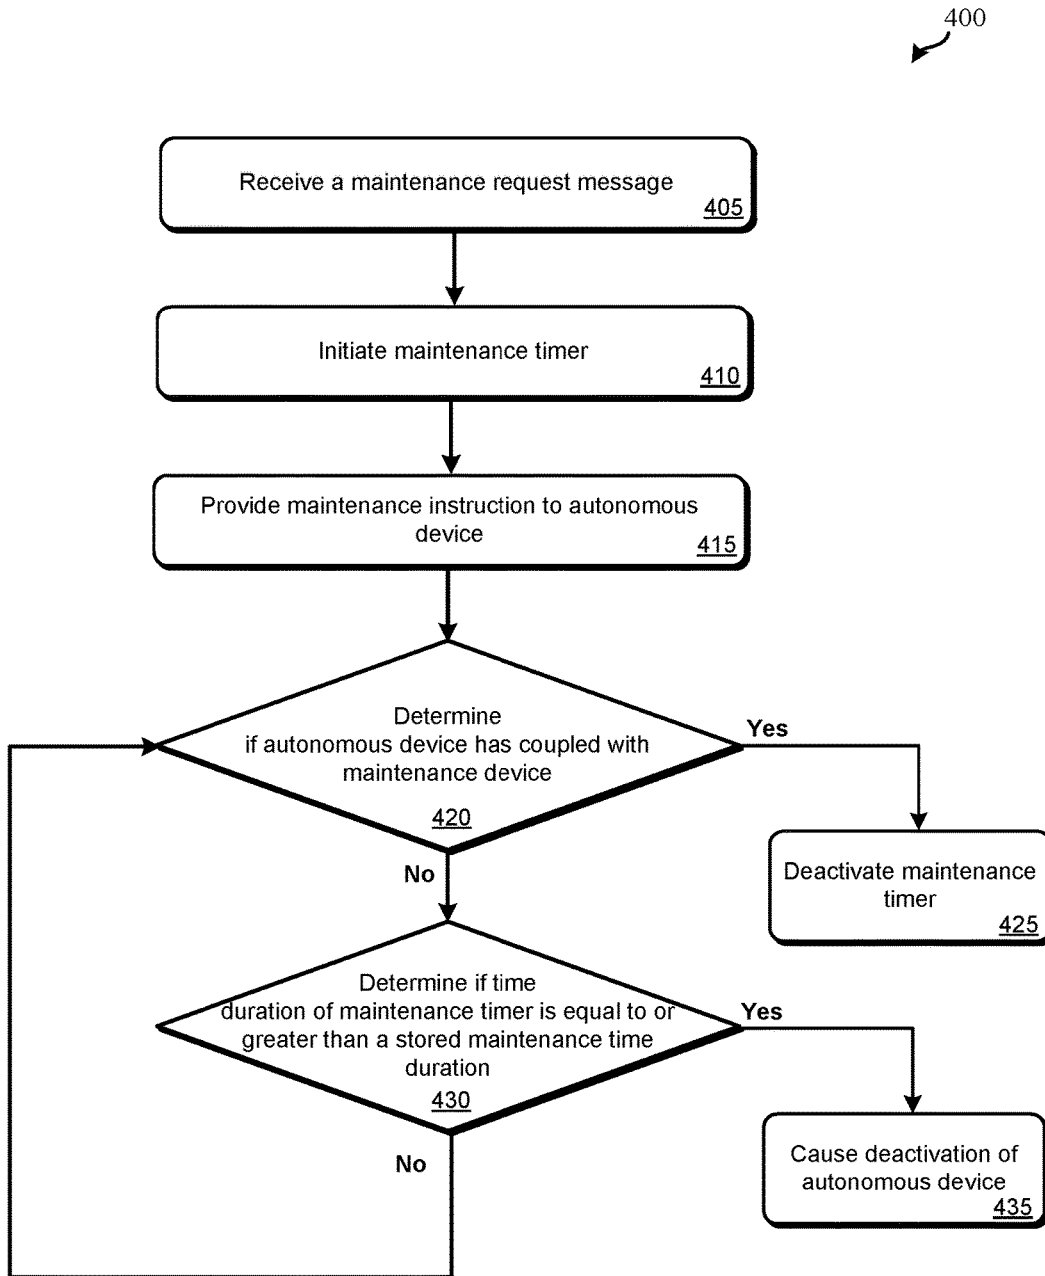 400
Receive a maintenance request message
405
Initiate maintenance timer
410
Provide maintenance instruction to autonomous
device
415
Determine
if autonomous device has coupled with
maintenance device
420
Yes
No
Deactivate maintenance
timer
425
Determine if time
duration of maintenance timer is equal to or
greater than a stored maintenance time
duration
430
Yes
No
Cause deactivation of
autonomous device
435